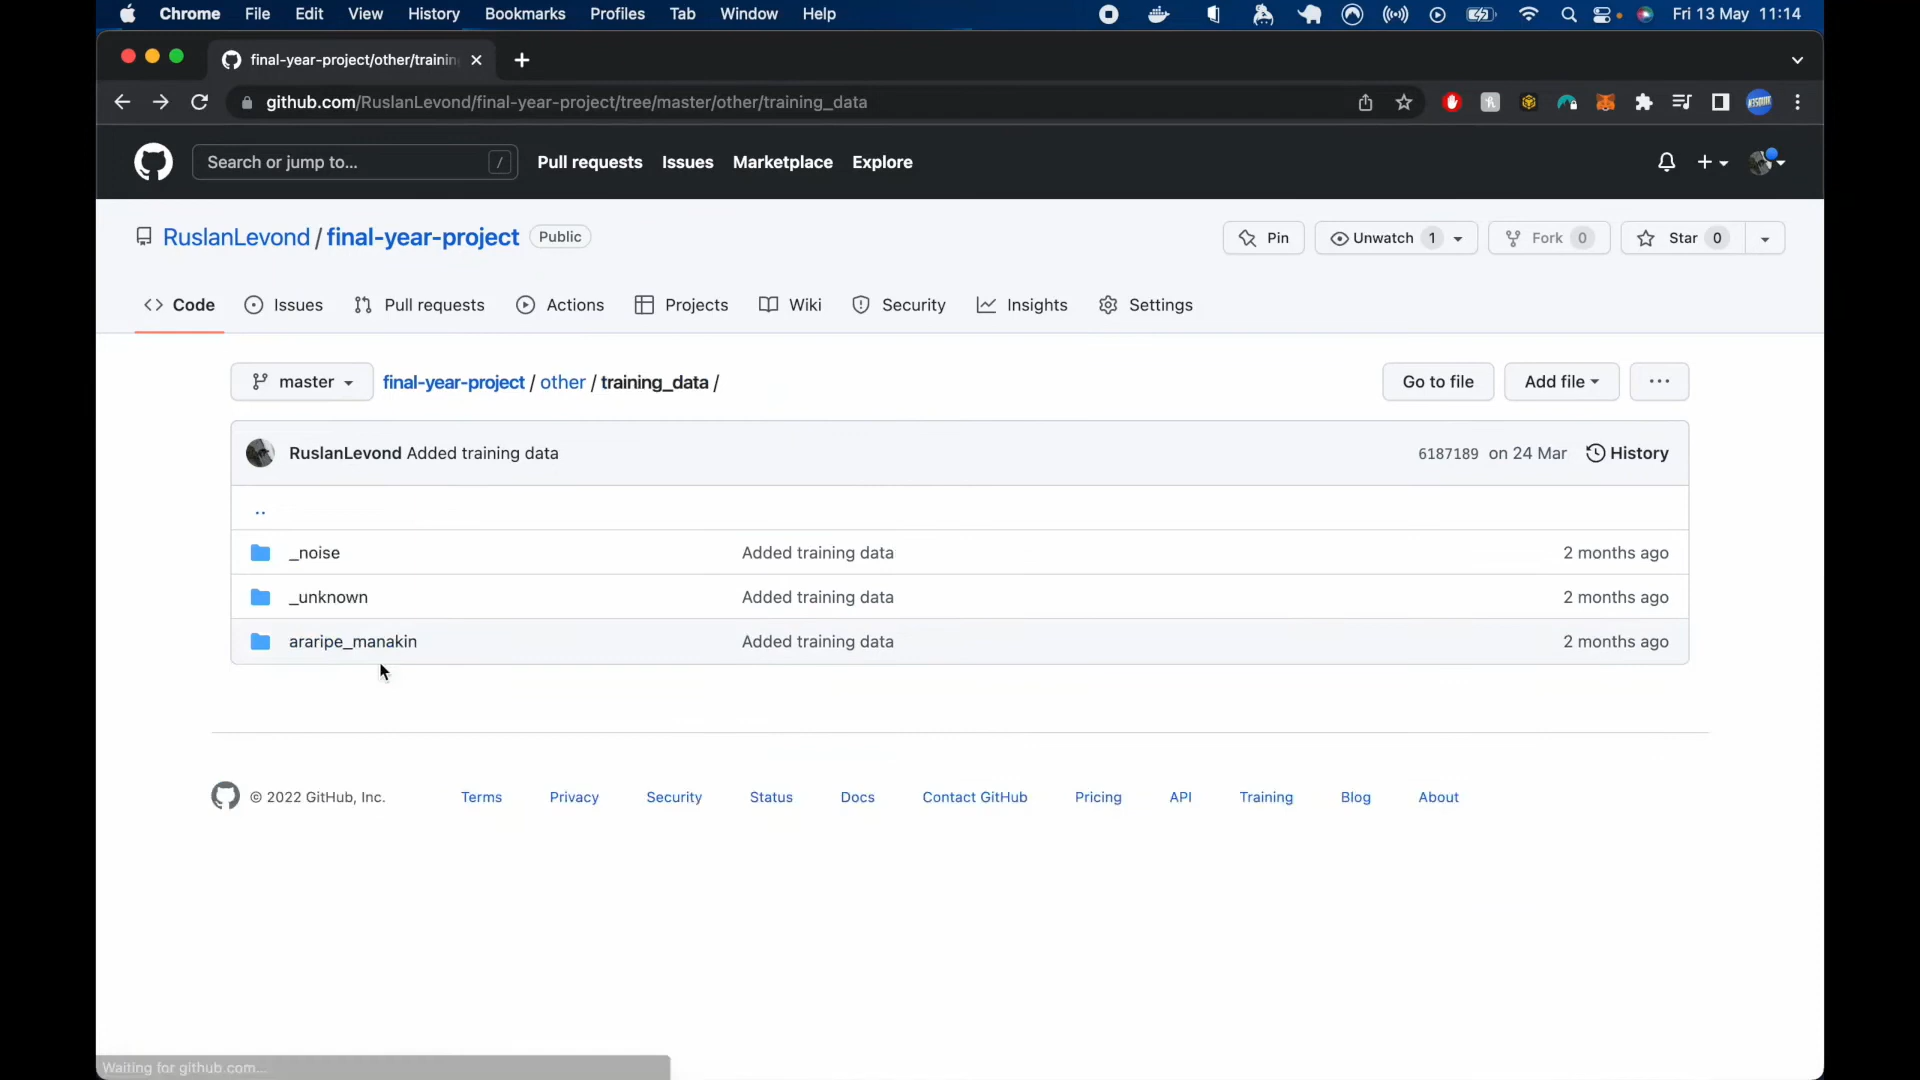 Chrome File Edit View History Bookmarks Profiles Tab Window Help Fri 13 May 11:14
final-year-project/other/trainin
github.com/RuslanLevond/final-year-project/tree/master/other/training_data
Search or jump to... / Pull requests Issues Marketplace Explore
RuslanLevond / final-year-project Public Pin Unwatch 1 Fork 0 Star 0
Code Issues Pull requests Actions Projects Wiki Security Insights Settings
master final-year-project / other / training_data / Go to file Add file ...
RuslanLevond Added training data 6187189 on 24 Mar History
..
_noise Added training data 2 months ago
_unknown Added training data 2 months ago
araripe_manakin Added training data 2 months ago
© 2022 GitHub, Inc. Terms Privacy Security Status Docs Contact GitHub Pricing API Training Blog About
Waiting for github.com...